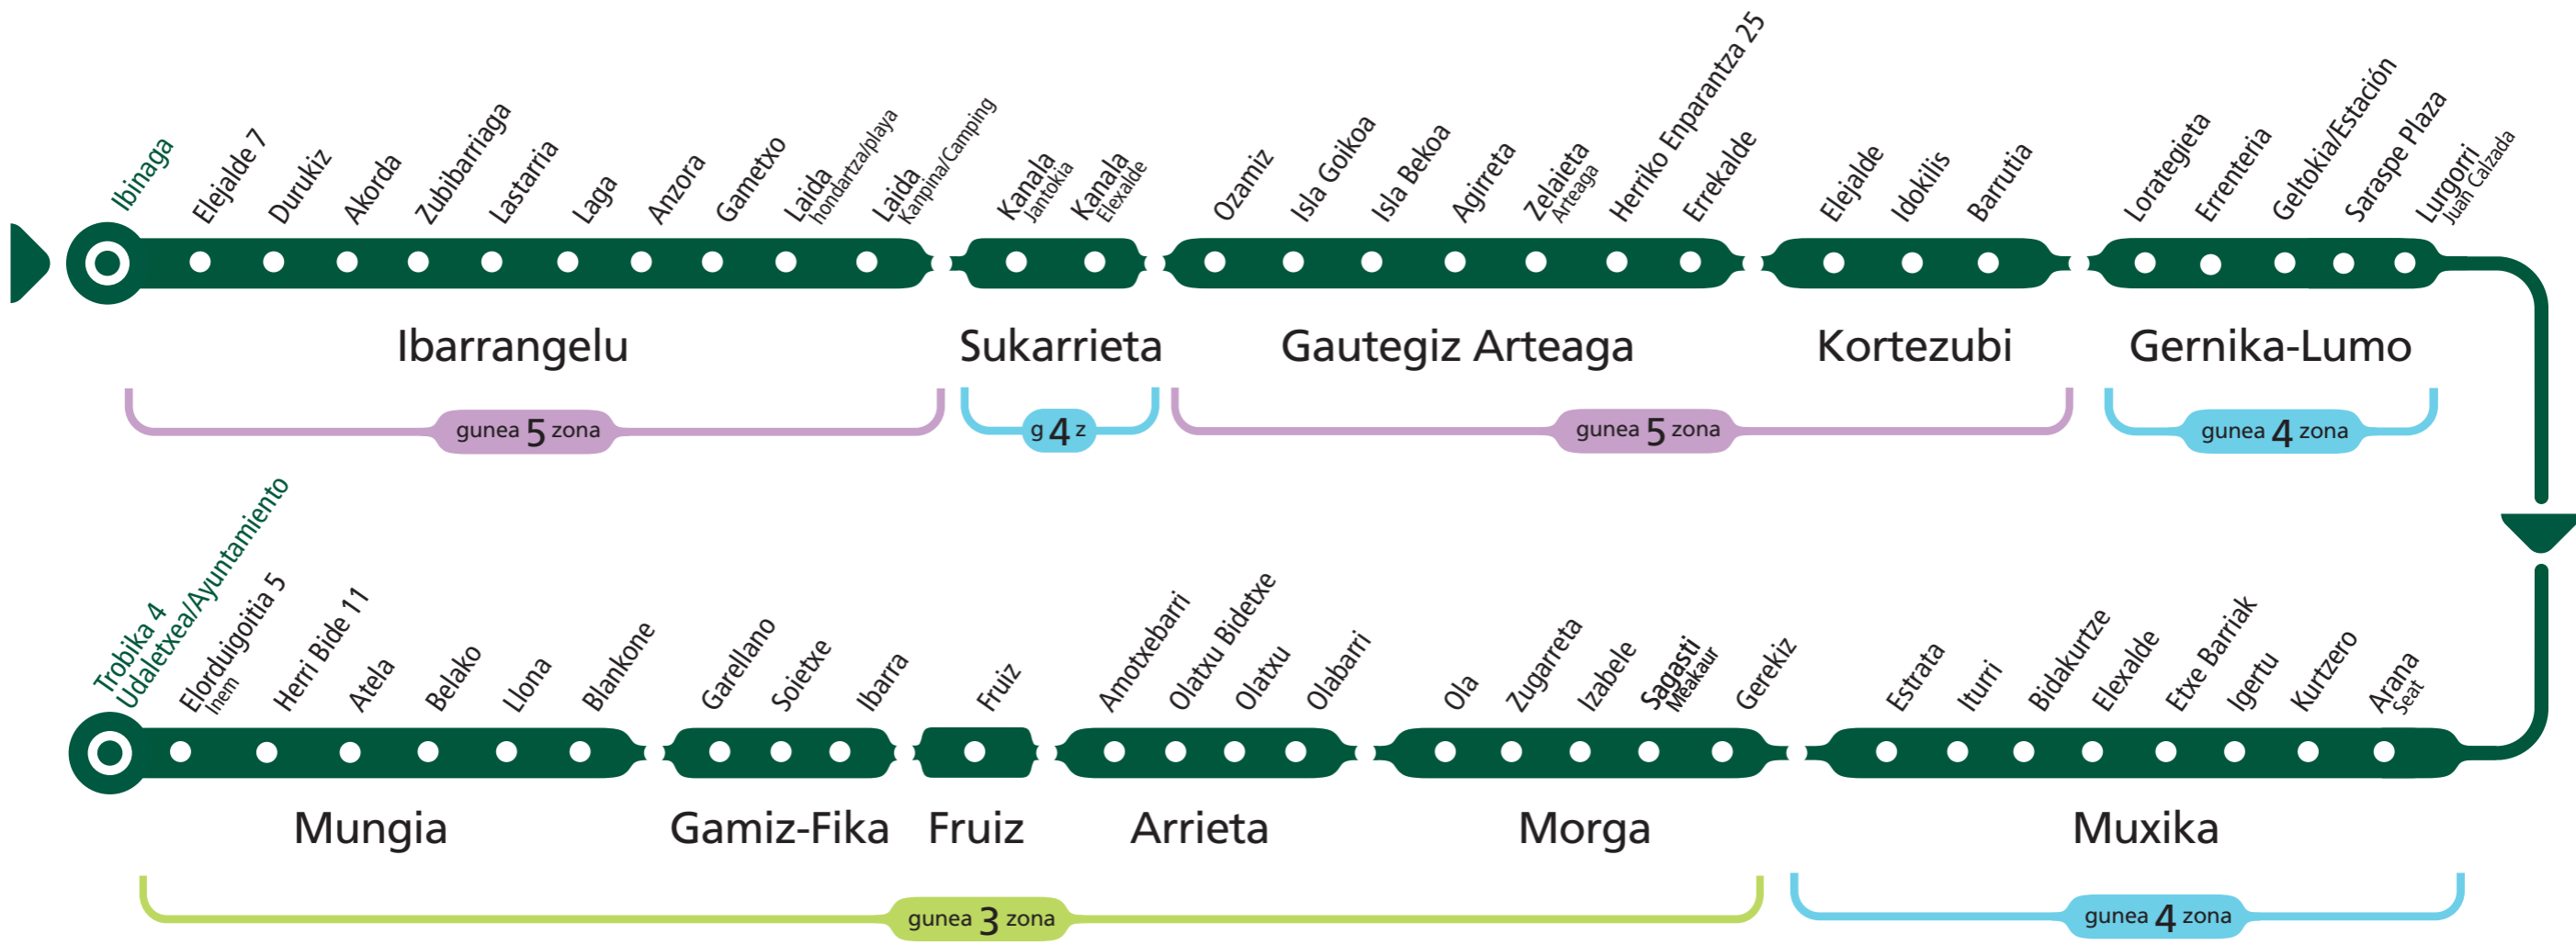 Ibinaga
Elejalde 7
Durukiz
Akorda
Zubibarriaga
Lastarria
Laga
Anzora
Gametxo
Laida
hondartza/playa
Laida
Kanpina/Camping
Kanala
Jantokia
Kanala
Elexalde
Ozamiz
Isla Goikoa
Isla Bekoa
Agirreta
Zelaieta
Arteaga
Herriko Enparantza 25
Errekalde
Elejalde
Idokilis
Barrutia
Lorategieta
Errenteria
Geltokia/Estación
Saraspe Plaza
Lurgorri
Juan Calzada
Ibarrangelu
Sukarrieta
Gautegiz Arteaga
Kortezubi
Gernika-Lumo
gunea 5 zona
g 4 z
gunea 5 zona
gunea 4 zona
Trobika 4
Udaletxea/Ayuntamiento
Elorduigoitia 5
Inem
Herri Bide 11
Atela
Belako
Llona
Blankone
Garellano
Soietxe
Ibarra
Fruiz
Amotxebarri
Olatxu Bidetxe
Olatxu
Olabarri
Ola
Zugarreta
Izabele
Sagasti
Meakaur
Gerekiz
Estrata
Iturri
Bidakurtze
Elexalde
Etxe Barriak
Igertu
Kurtzero
Arana
Seat
Mungia
Gamiz-Fika
Fruiz
Arrieta
Morga
Muxika
gunea 3 zona
gunea 4 zona